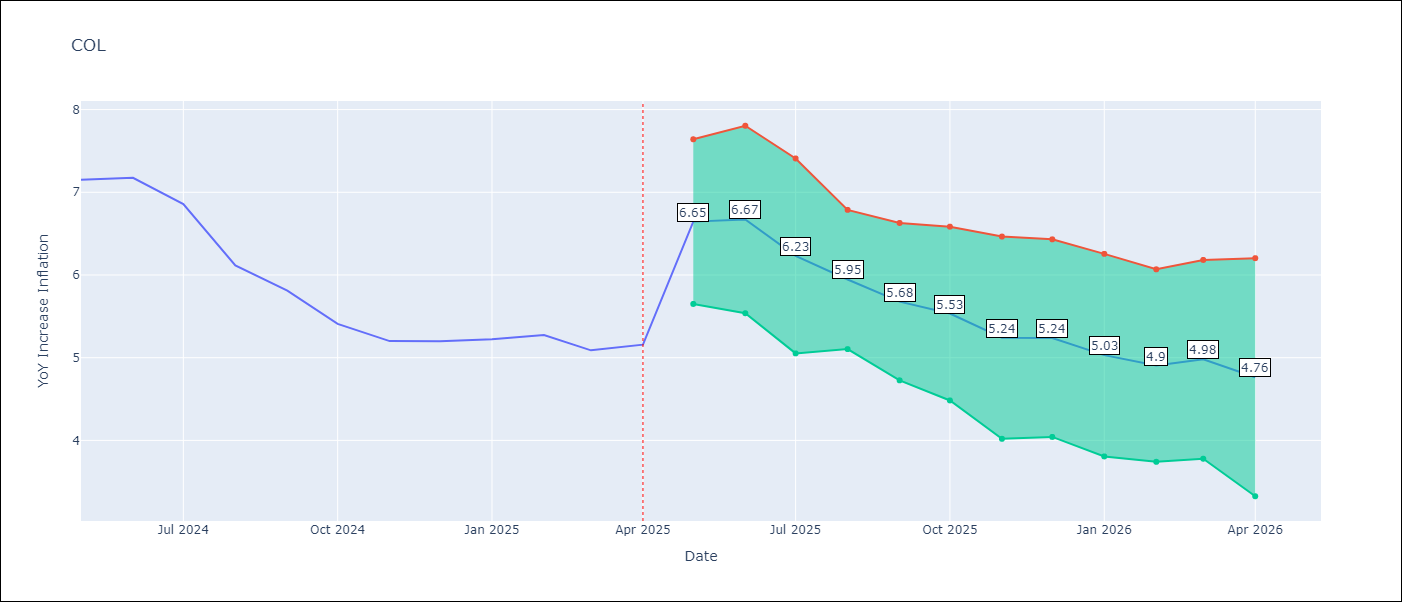 COL
YoY Increase Inflation
8
7
6
5
4
6.65
6.67
6.23
5.95
5.68
5.53
5.24
5.24
5.03
4.9
4.98
4.76
Jul 2024
Oct 2024
Jan 2025
Apr 2025
Jul 2025
Oct 2025
Jan 2026
Apr 2026
Date